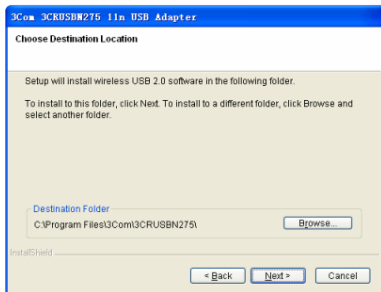 3Com 3CRUSBN275 11n USB Adapter
Choose Destination Location
Setup will install wireless USB 2.0 software in the following folder.
To install to this folder, click Next. To install to a different folder, click Browse and
select another folder.
Destination Folder
C:\Program Files\3Com\3CRUSBN275\
Browse...
InstallShield
< Back
Next >
Cancel